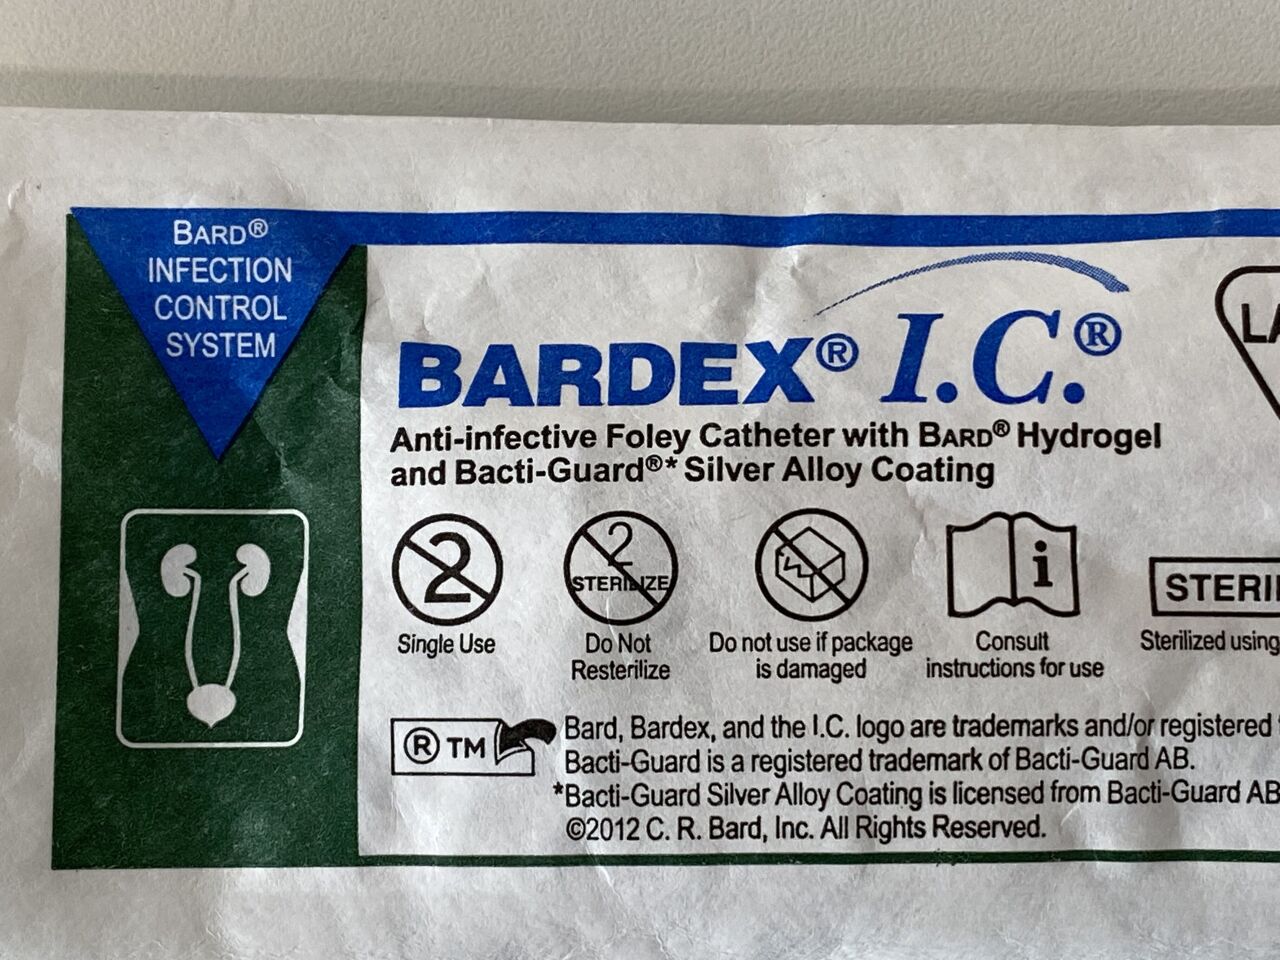 BARD®
INFECTION
CONTROL
SYSTEM
BARDEX® I.C.®
Anti-infective Foley Catheter with BARD® Hydrogel
and Bacti-Guard®* Silver Alloy Coating
LA
2
2
STERILIZE
i
STERI
Single Use
Do Not
Resterilize
Do not use if package
is damaged
Consult
instructions for use
Sterilized using
® TM
Bard, Bardex, and the I.C. logo are trademarks and/or registered
Bacti-Guard is a registered trademark of Bacti-Guard AB.
*Bacti-Guard Silver Alloy Coating is licensed from Bacti-Guard AB
©2012 C. R. Bard, Inc. All Rights Reserved.